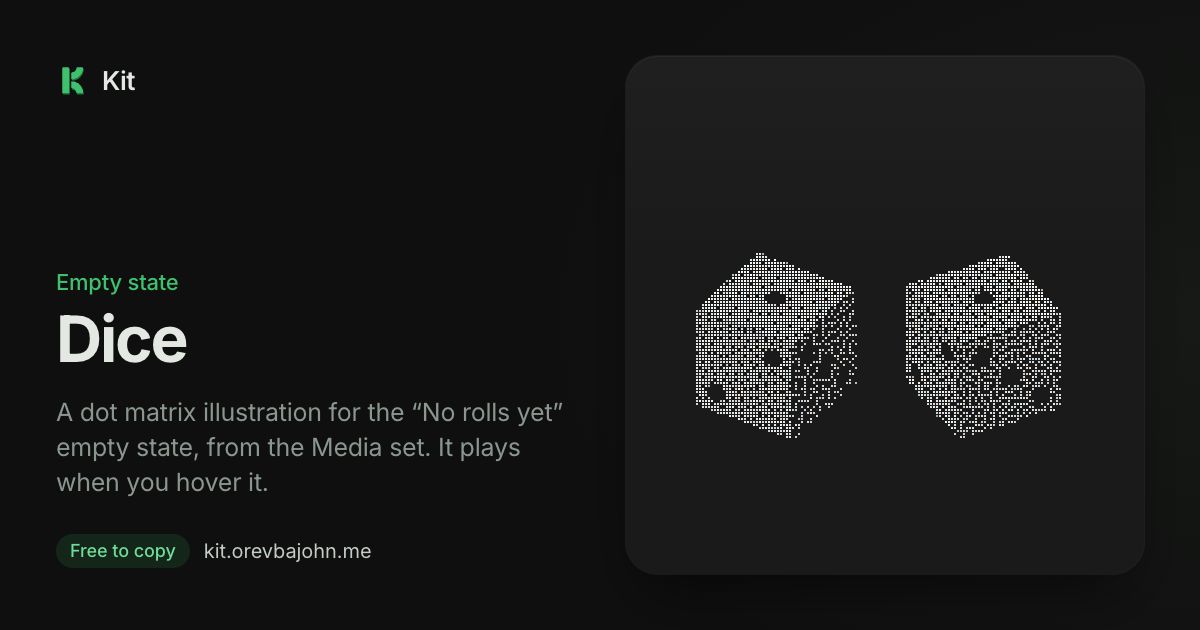 Kit
Empty state
Dice
A dot matrix illustration for the “No rolls yet”
empty state, from the Media set. It plays
when you hover it.
Free to copy
kit.orevbajohn.me